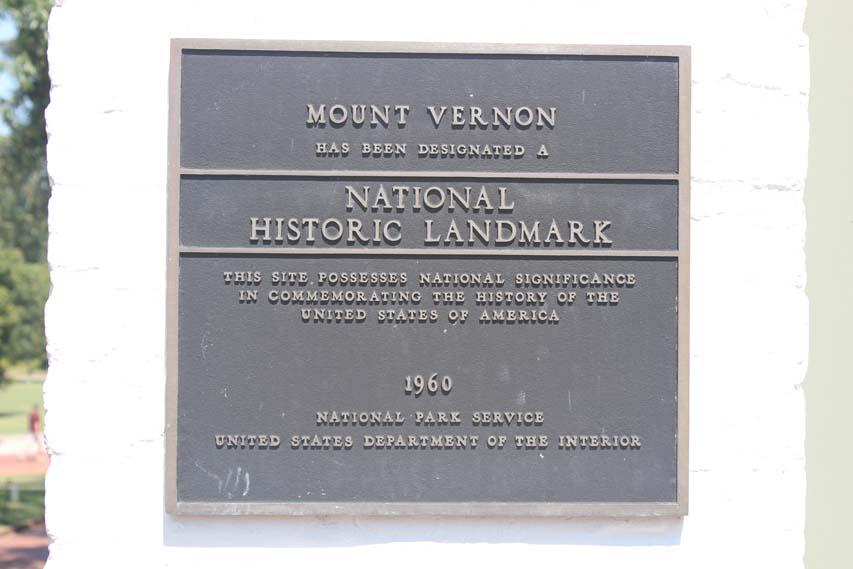 MOUNT VERNON
HAS BEEN DESIGNATED A
NATIONAL
HISTORIC LANDMARK
THIS SITE POSSESSES NATIONAL SIGNIFICANCE
IN COMMEMORATING THE HISTORY OF THE
UNITED STATES OF AMERICA
1960
NATIONAL PARK SERVICE
UNITED STATES DEPARTMENT OF THE INTERIOR